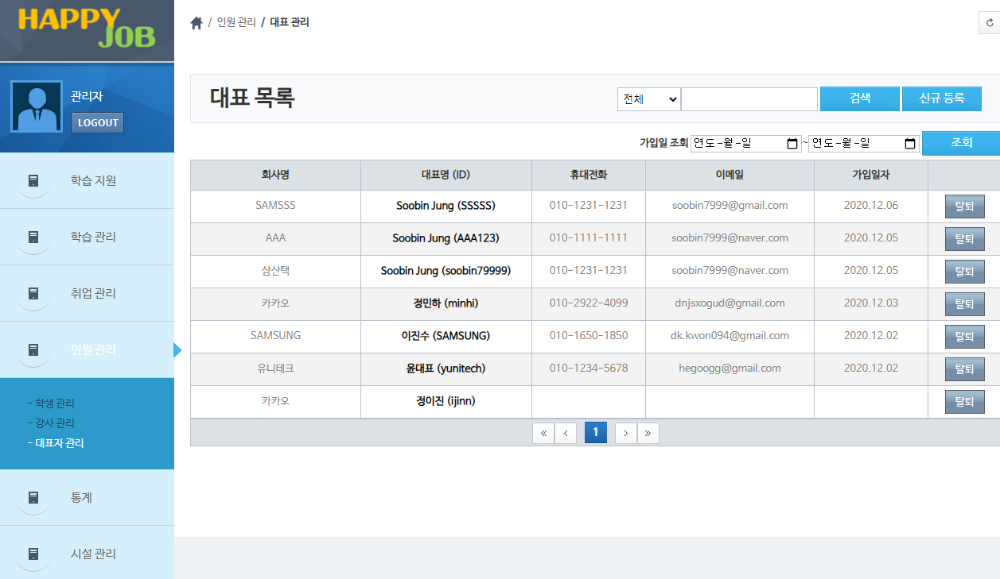 HAPPY
JOB
관리자
LOGOUT
학습 지원
학습 관리
취업 관리
인원 관리
- 학생 관리
- 강사 관리
- 대표자 관리
통계
시설 관리
/ 인원 관리 / 대표 관리
대표 목록
전체 검색 신규 등록
가입일 조회 연도-월-일 ~ 연도-월-일 조회
회사명 대표명 (ID) 휴대전화 이메일 가입일자
SAMSSS Soobin Jung (SSSSS) 010-1231-1231 soobin7999@gmail.com 2020.12.06 탈퇴
AAA Soobin Jung (AAA123) 010-1111-1111 soobin7999@naver.com 2020.12.05 탈퇴
삼산택 Soobin Jung (soobin79999) 010-1231-1231 soobin7999@naver.com 2020.12.05 탈퇴
카카오 정민하 (minhi) 010-2922-4099 dnjsxogud@gmail.com 2020.12.03 탈퇴
SAMSUNG 이진수 (SAMSUNG) 010-1650-1850 dk.kwon094@gmail.com 2020.12.02 탈퇴
유니테크 윤대표 (yunitech) 010-1234-5678 hegoogg@gmail.com 2020.12.02 탈퇴
카카오 정이진 (ijinn) 탈퇴
« ‹ 1 › »